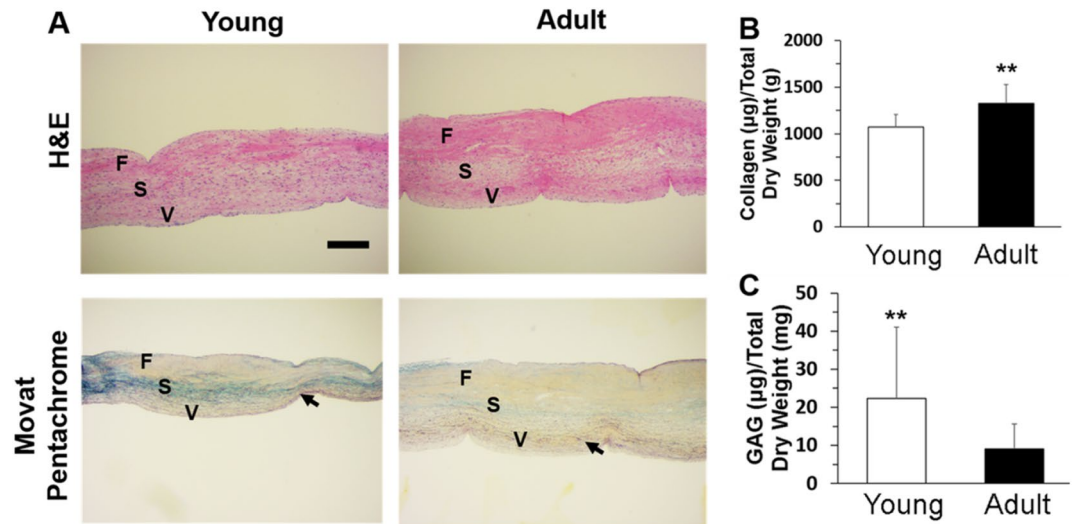 A
Young
Adult
H&E
F
S
V
F
S
V
Movat
Pentachrome
F
S
V
F
S
V
B
Collagen (µg)/Total
Dry Weight (g)
2000
1500
1000
500
0
**
Young
Adult
C
GAG (µg)/Total
Dry Weight (mg)
50
40
30
20
10
0
**
Young
Adult